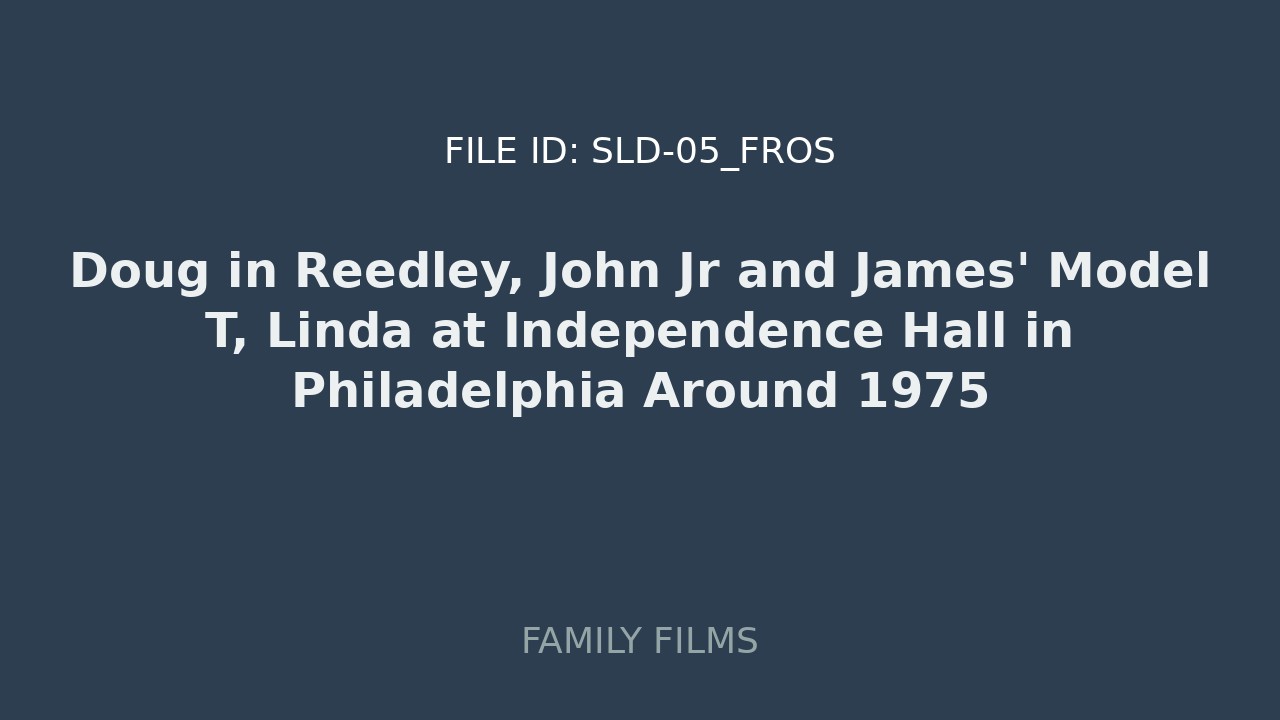 FILE ID: SLD-05_FROS
Doug in Reedley, John Jr and James' Model
T, Linda at Independence Hall in
Philadelphia Around 1975
FAMILY FILMS